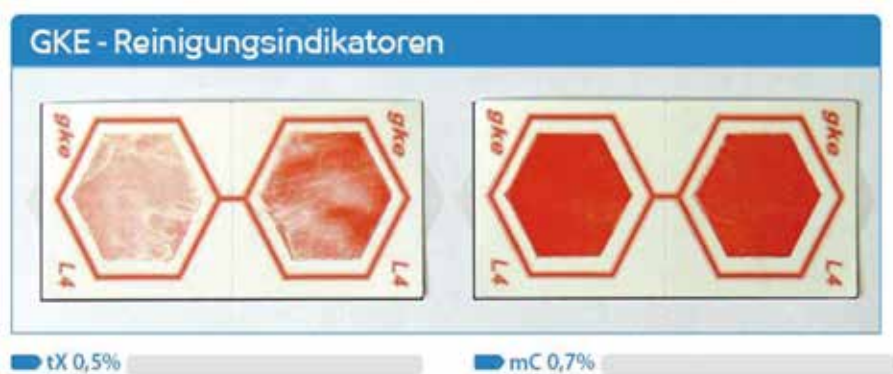 GKE - Reinigungsindikatoren
gke gke gke gke
L4 L4 L4 L4
tX 0,5% mC 0,7%